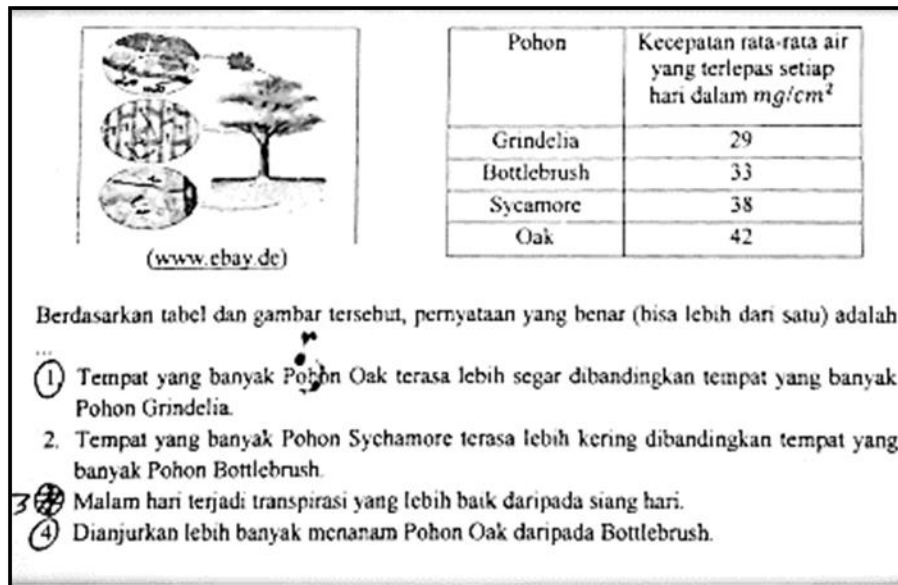 Pohon
Kecepatan rata-rata air
yang terlepas setiap
hari dalam mg/cm²
Grindelia
29
Bottlebrush
33
Sycamore
38
Oak
42
(www.ebay.de)
Berdasarkan tabel dan gambar tersebut, pernyataan yang benar (bisa lebih dari satu) adalah
...
1. Tempat yang banyak Pohon Oak terasa lebih segar dibandingkan tempat yang banyak
Pohon Grindelia.
2. Tempat yang banyak Pohon Sychamore terasa lebih kering dibandingkan tempat yang
banyak Pohon Bottlebrush.
3 Malam hari terjadi transpirasi yang lebih baik daripada siang hari.
4) Dianjurkan lebih banyak menanam Pohon Oak daripada Bottlebrush.